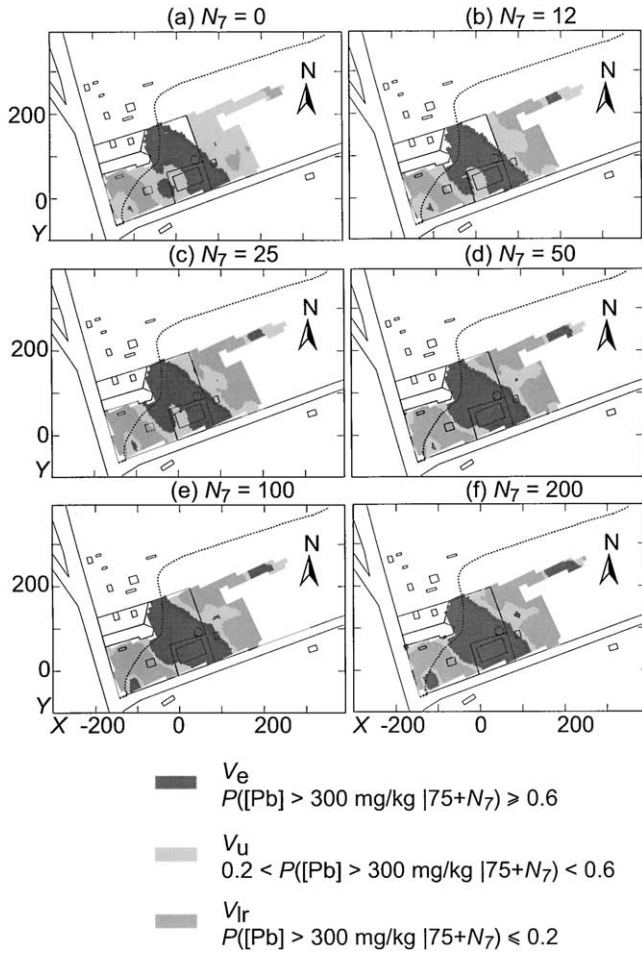 (a) N7 = 0
(b) N7 = 12
N
N
200
0
Y
(c) N7 = 25
(d) N7 = 50
N
N
200
0
Y
(e) N7 = 100
(f) N7 = 200
N
N
200
0
Y
X -200 0 200
-200 0 200
Ve
P([Pb] > 300 mg/kg |75+N7) ⩾ 0.6
Vu
0.2 < P([Pb] > 300 mg/kg |75+N7) < 0.6
Vlr
P([Pb] > 300 mg/kg |75+N7) ⩽ 0.2